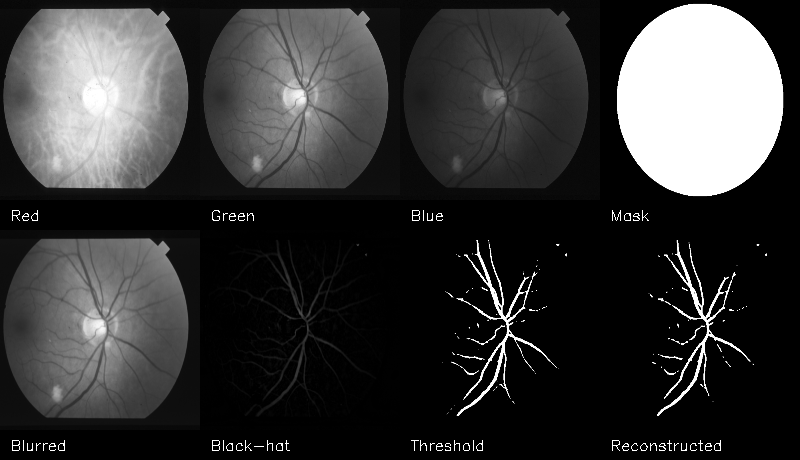 Red
Green
Blue
Mask
Blurred
Black-hat
Threshold
Reconstructed